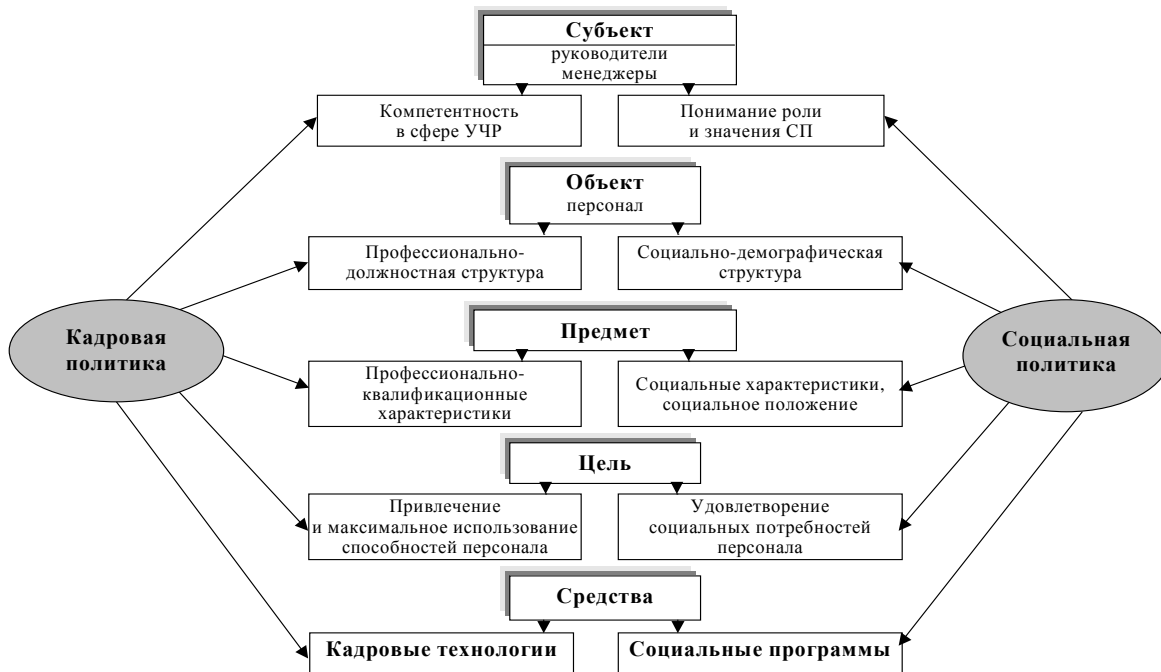 Субъект
руководители
менеджеры
Компетентность
в сфере УЧР
Понимание роли
и значения СП
Объект
персонал
Профессионально-
должностная структура
Социально-демографическая
структура
Кадровая
политика
Предмет
Социальная
политика
Профессионально-
квалификационные
характеристики
Социальные характеристики,
социальное положение
Цель
Привлечение
и максимальное использование
способностей персонала
Удовлетворение
социальных потребностей
персонала
Средства
Кадровые технологии
Социальные программы